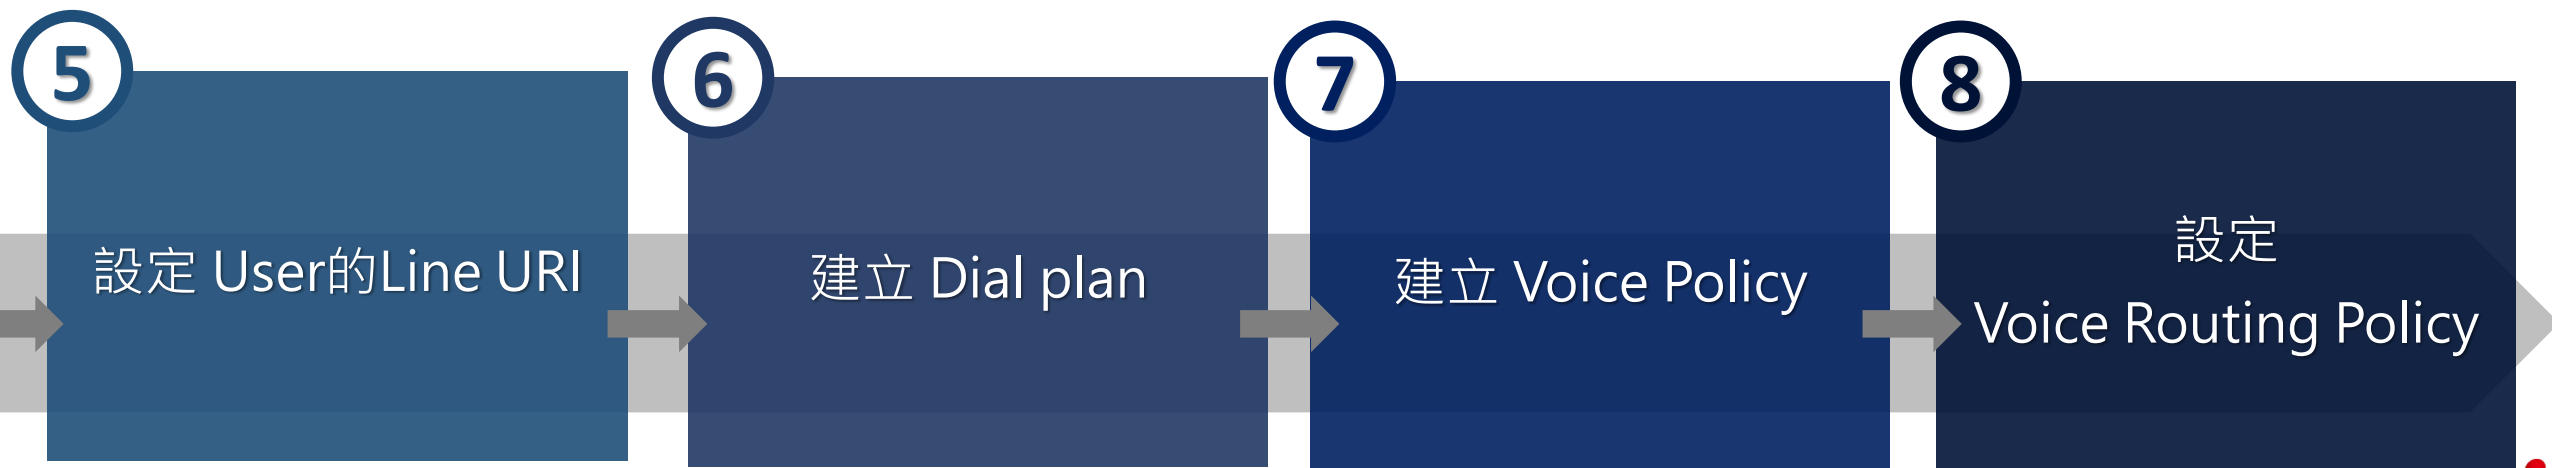 5
設定 User的Line URI
6
建立 Dial plan
7
建立 Voice Policy
8
設定
Voice Routing Policy